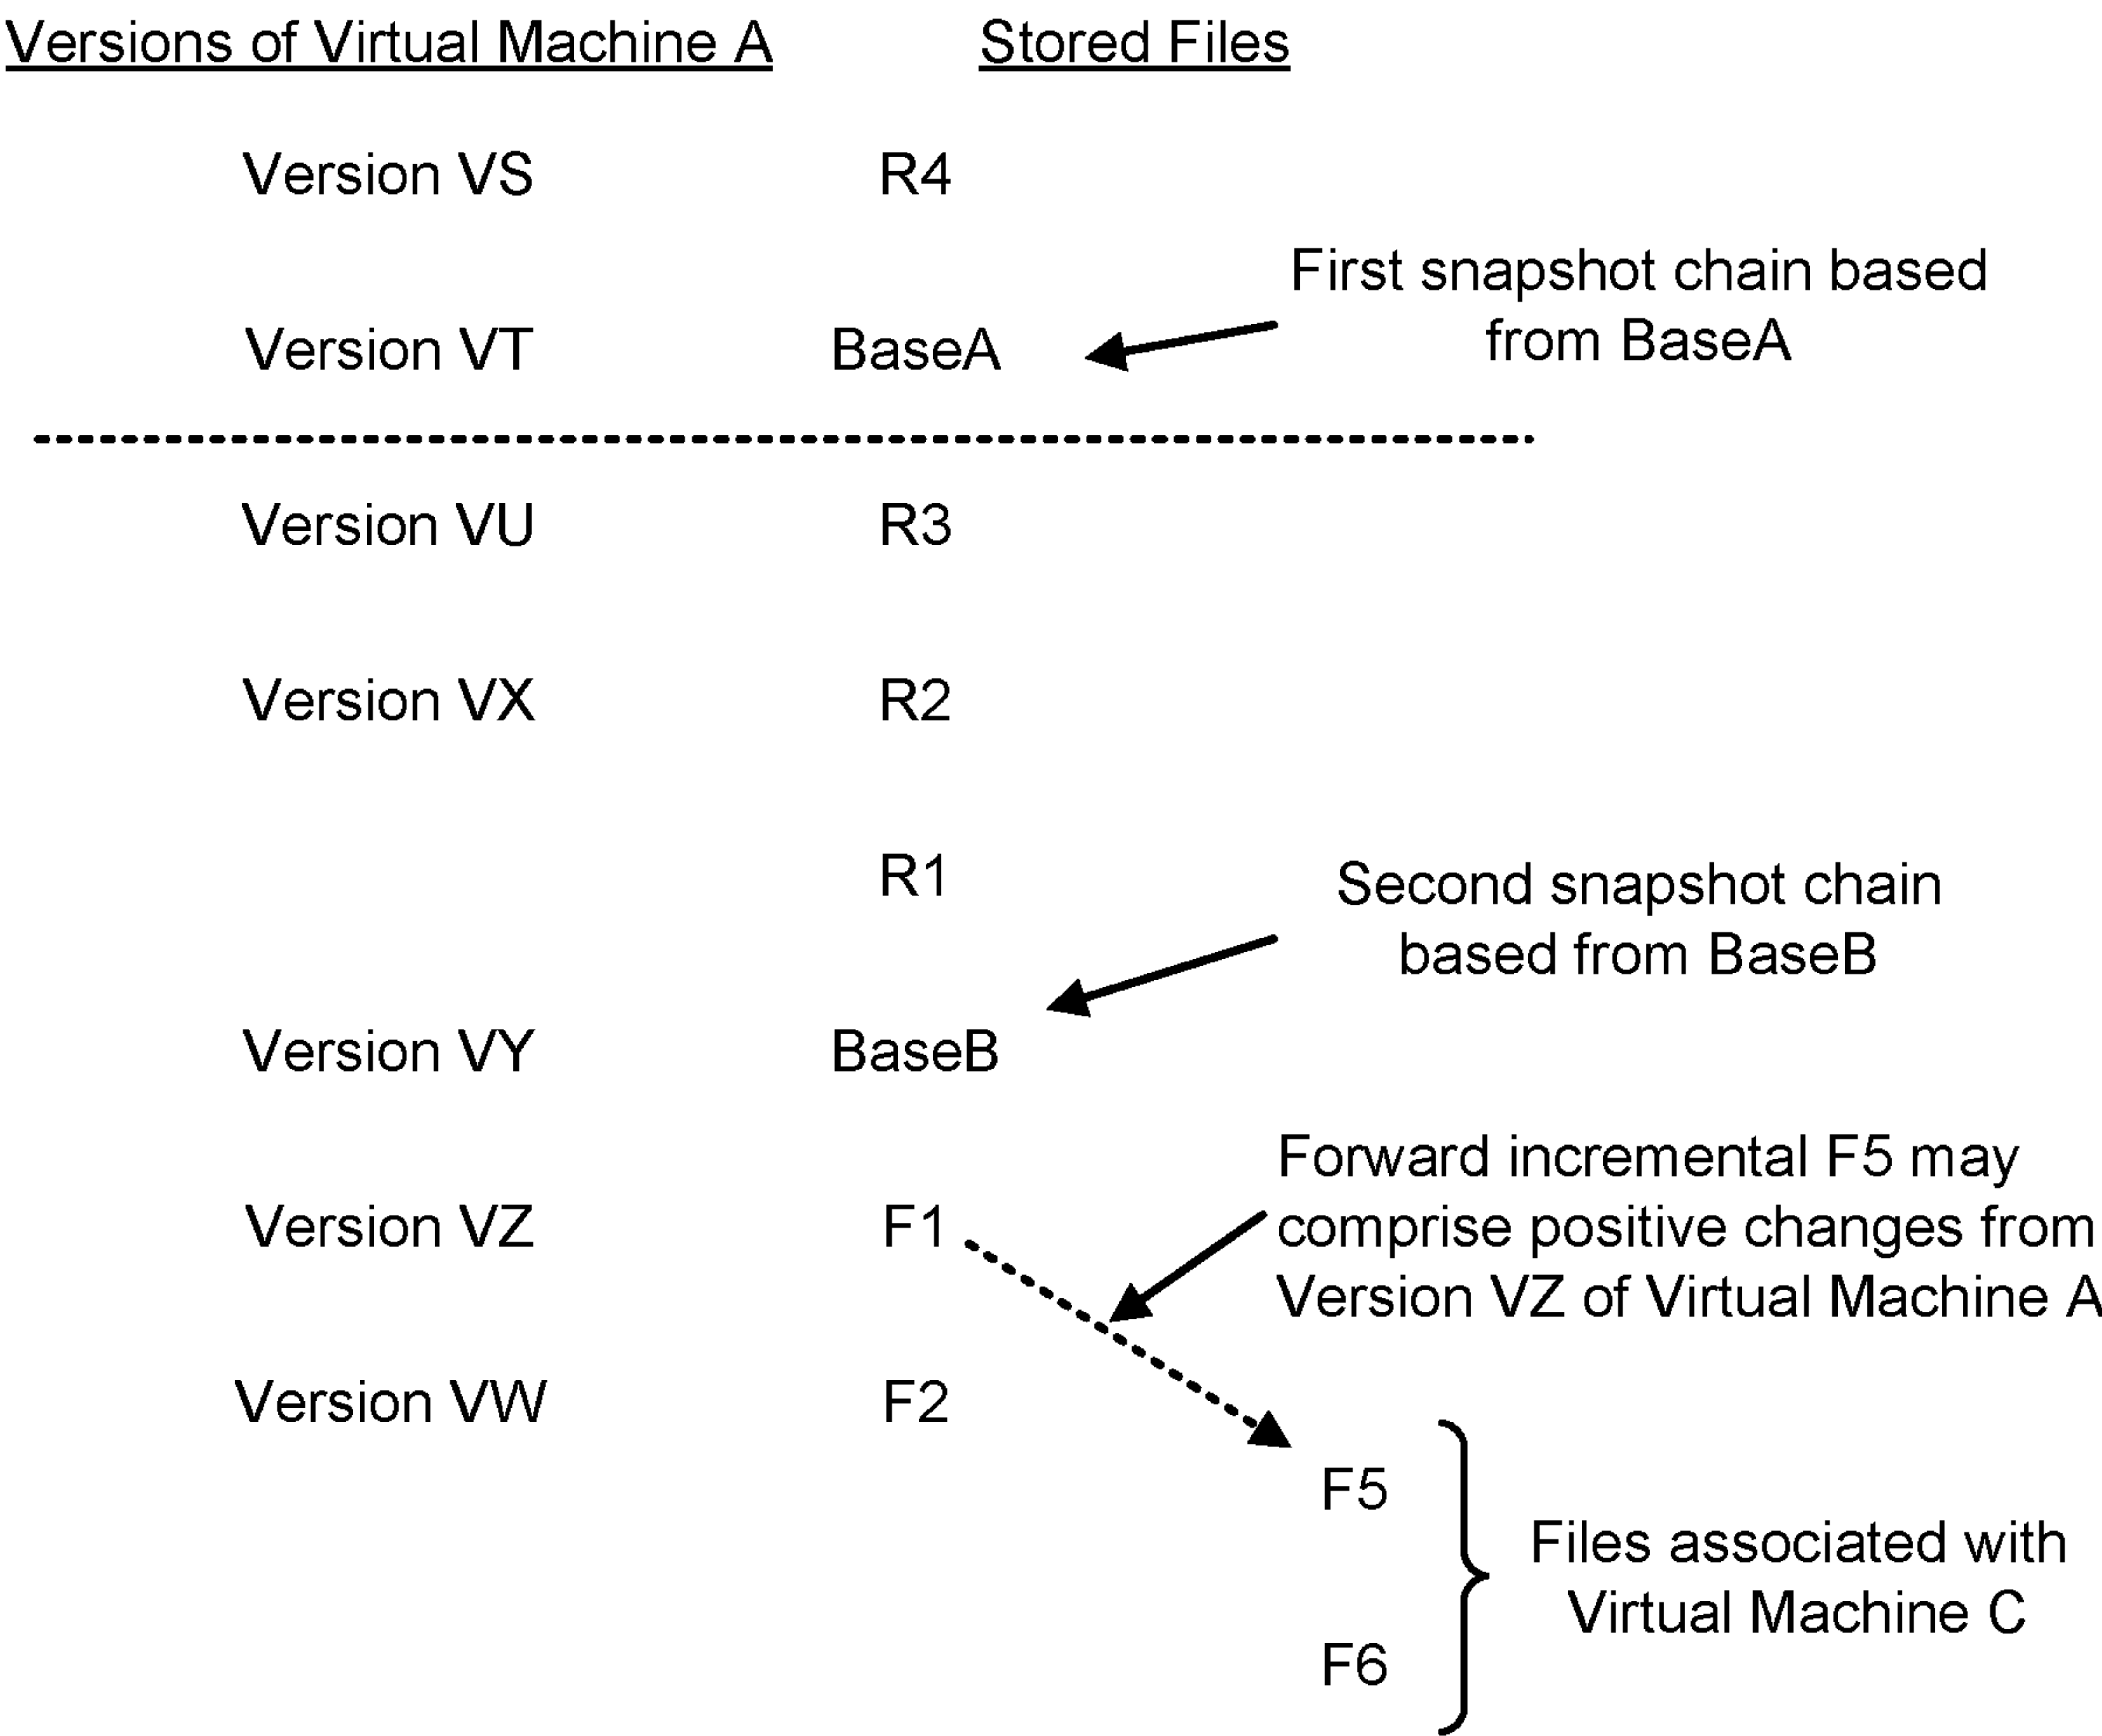 Versions of Virtual Machine A Stored Files
Version VS R4
First snapshot chain based
from BaseA
Version VT BaseA
Version VU R3
Version VX R2
R1
Second snapshot chain
based from BaseB
Version VY BaseB
Forward incremental F5 may
comprise positive changes from
Version VZ of Virtual Machine A
Version VZ F1
Version VW F2
F5
Files associated with
Virtual Machine C
F6